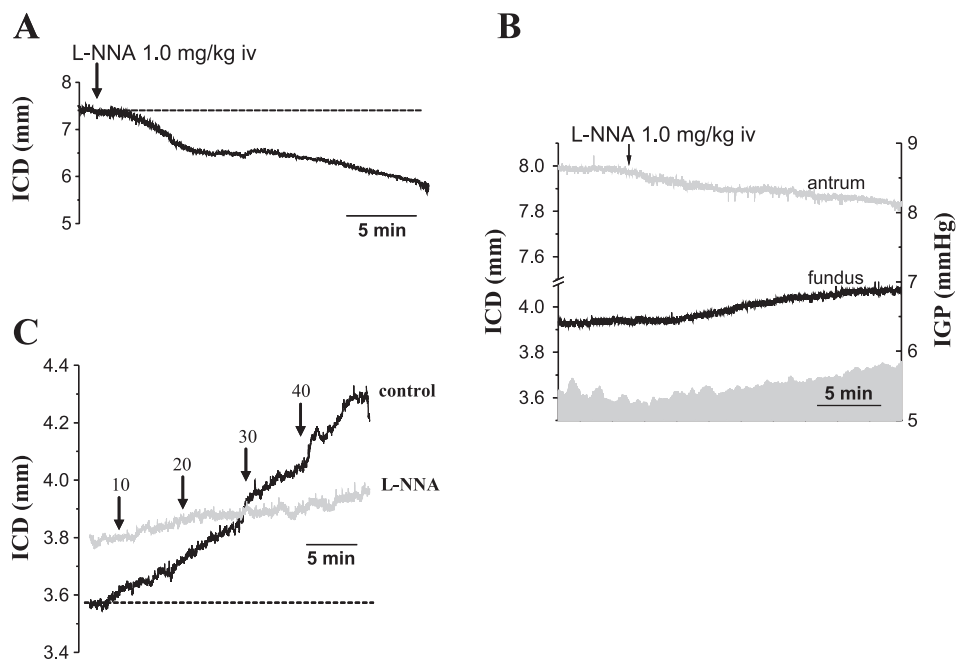 A
L-NNA 1.0 mg/kg iv
8
7
6
5
ICD (mm)
5 min
B
L-NNA 1.0 mg/kg iv
8.0
7.8
7.6
4.0
3.8
3.6
ICD (mm)
antrum
fundus
9
8
7
6
5
IGP (mmHg)
5 min
C
4.4
4.2
4.0
3.8
3.6
3.4
ICD (mm)
10
20
30
40
control
L-NNA
5 min